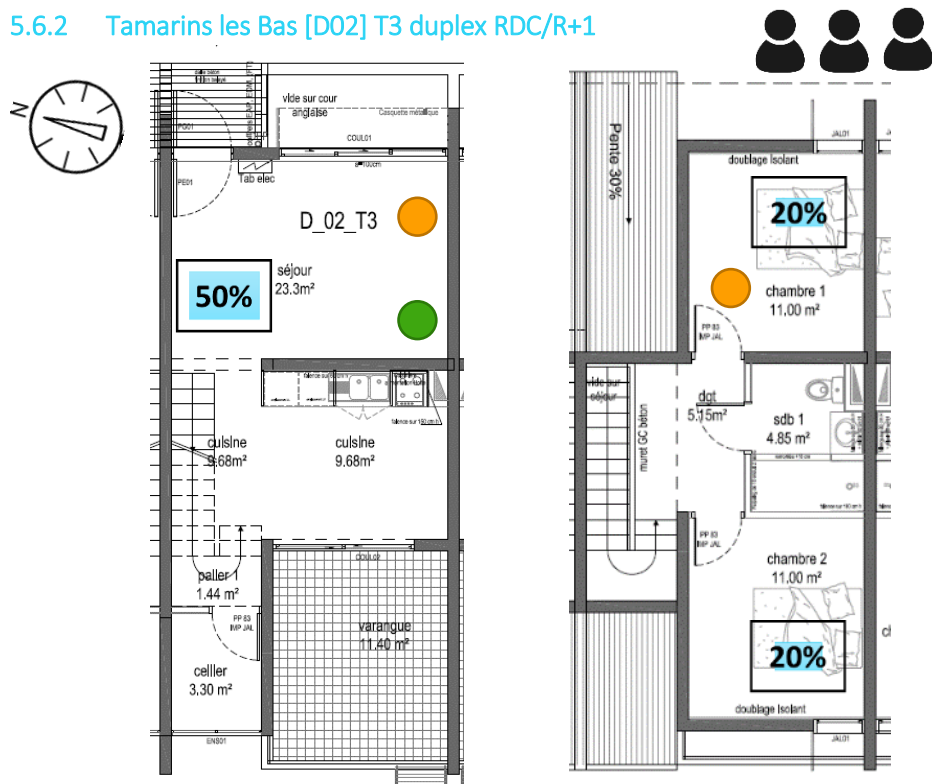 5.6.2 Tamarins les Bas [D02] T3 duplex RDC/R+1
N
vide sur cour
anglaise
Casquette métallique
PG01
COUL01
PE01
Tab elec
D_02_T3
séjour
23.3m²
50%
cuisine
9.68m²
cuisine
9.68m²
COUL02
palier 1
1.44 m²
PP 83
IMP JAL
varangue
11.40 m²
cellier
3,30 m²
ENS01
Pente 30%
JAL01
doublage Isolant
20%
chambre 1
11.00 m²
PP 83
IMP JAL
vide sur
séjour
muret GC béton
dgt
5.15m²
sdb 1
4.85 m²
PP 83
IMP JAL
chambre 2
11.00 m²
20%
doublage Isolant
JAL01